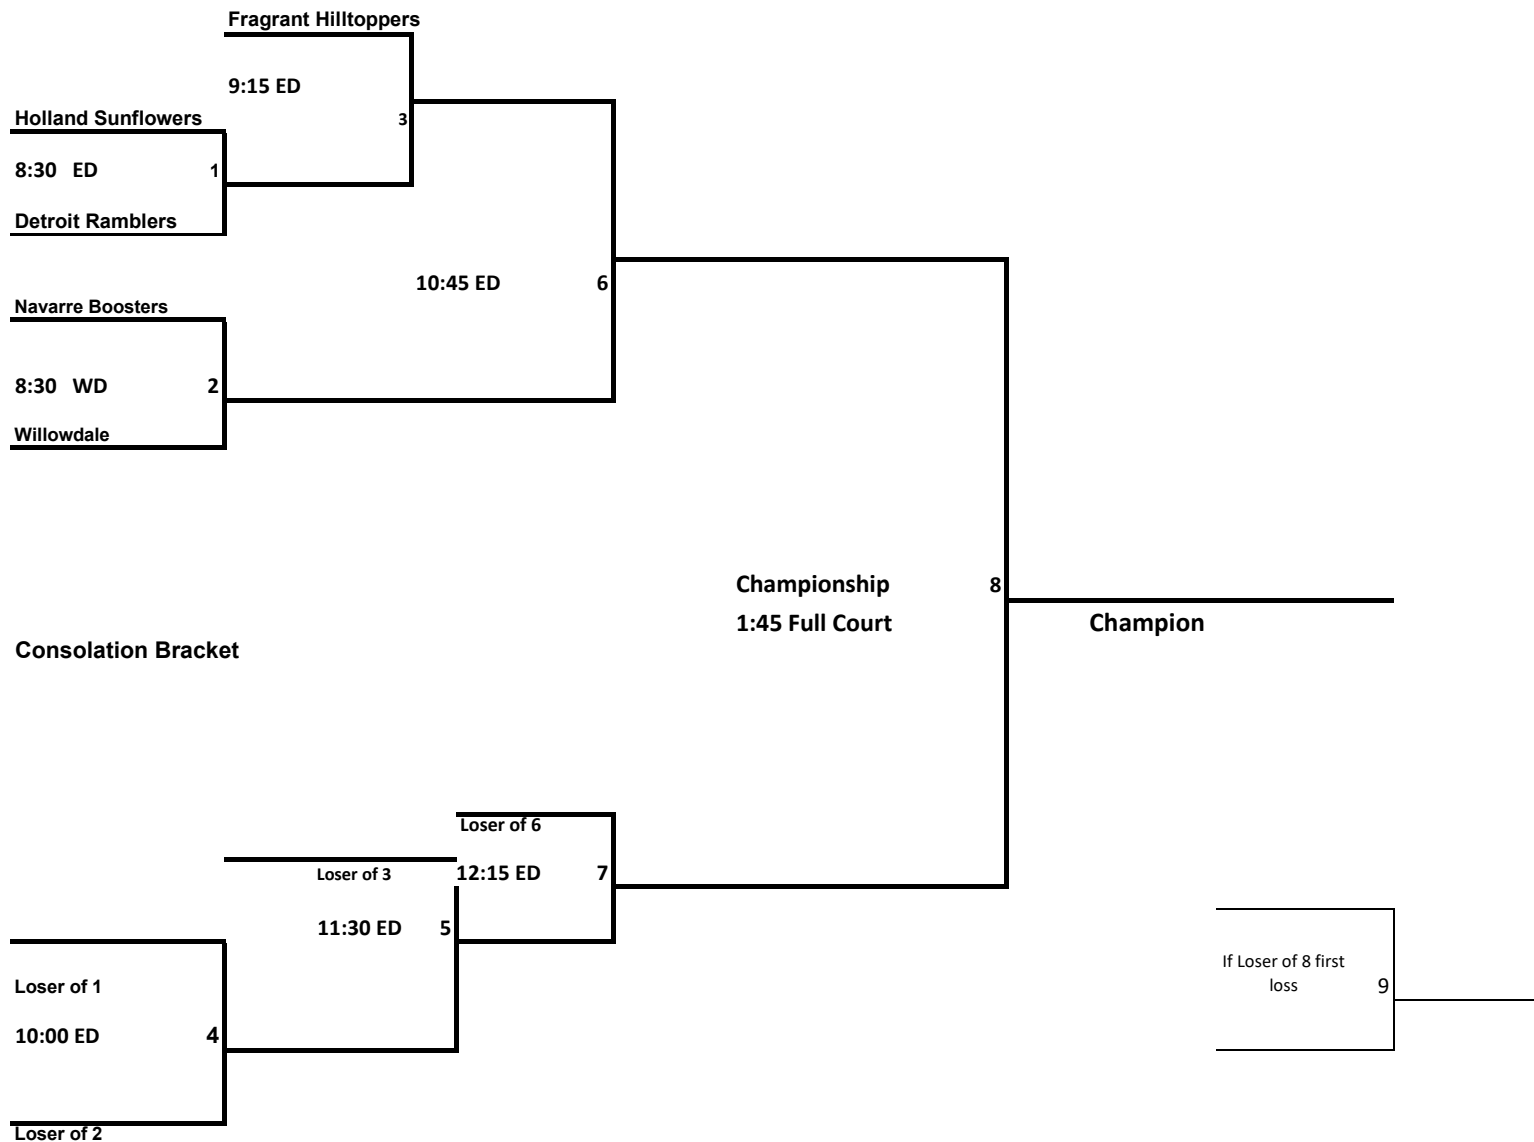 Fragrant Hilltoppers
9:15 ED
Holland Sunflowers
3
8:30 ED 1
Detroit Ramblers
10:45 ED 6
Navarre Boosters
8:30 WD 2
Willowdale
Championship 8
1:45 Full Court
Champion
Consolation Bracket
Loser of 6
Loser of 3
12:15 ED 7
11:30 ED 5
If Loser of 8 first
loss 9
Loser of 1
10:00 ED 4
Loser of 2